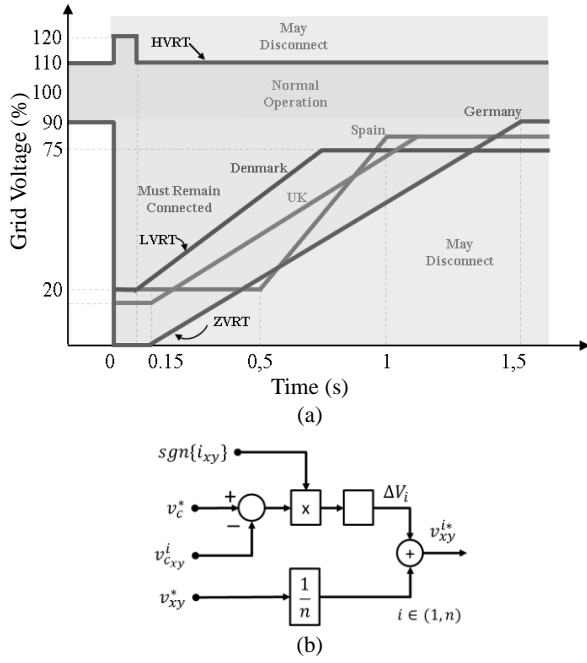 Grid Voltage (%)
120
110
100
90
75
20
May
Disconnect
HVRT
Normal
Operation
Germany
Spain
Denmark
Must Remain
Connected
UK
LVRT
May
Disconnect
ZVRT
0
0.15
0,5
1
1,5
Time (s)
(a)
sgn{i_xy}
v_c^*
+
−
x
ΔV_i
v_xy^i*
v_cxy^i
+
v_xy^*
1
n
i ∈ (1, n)
(b)